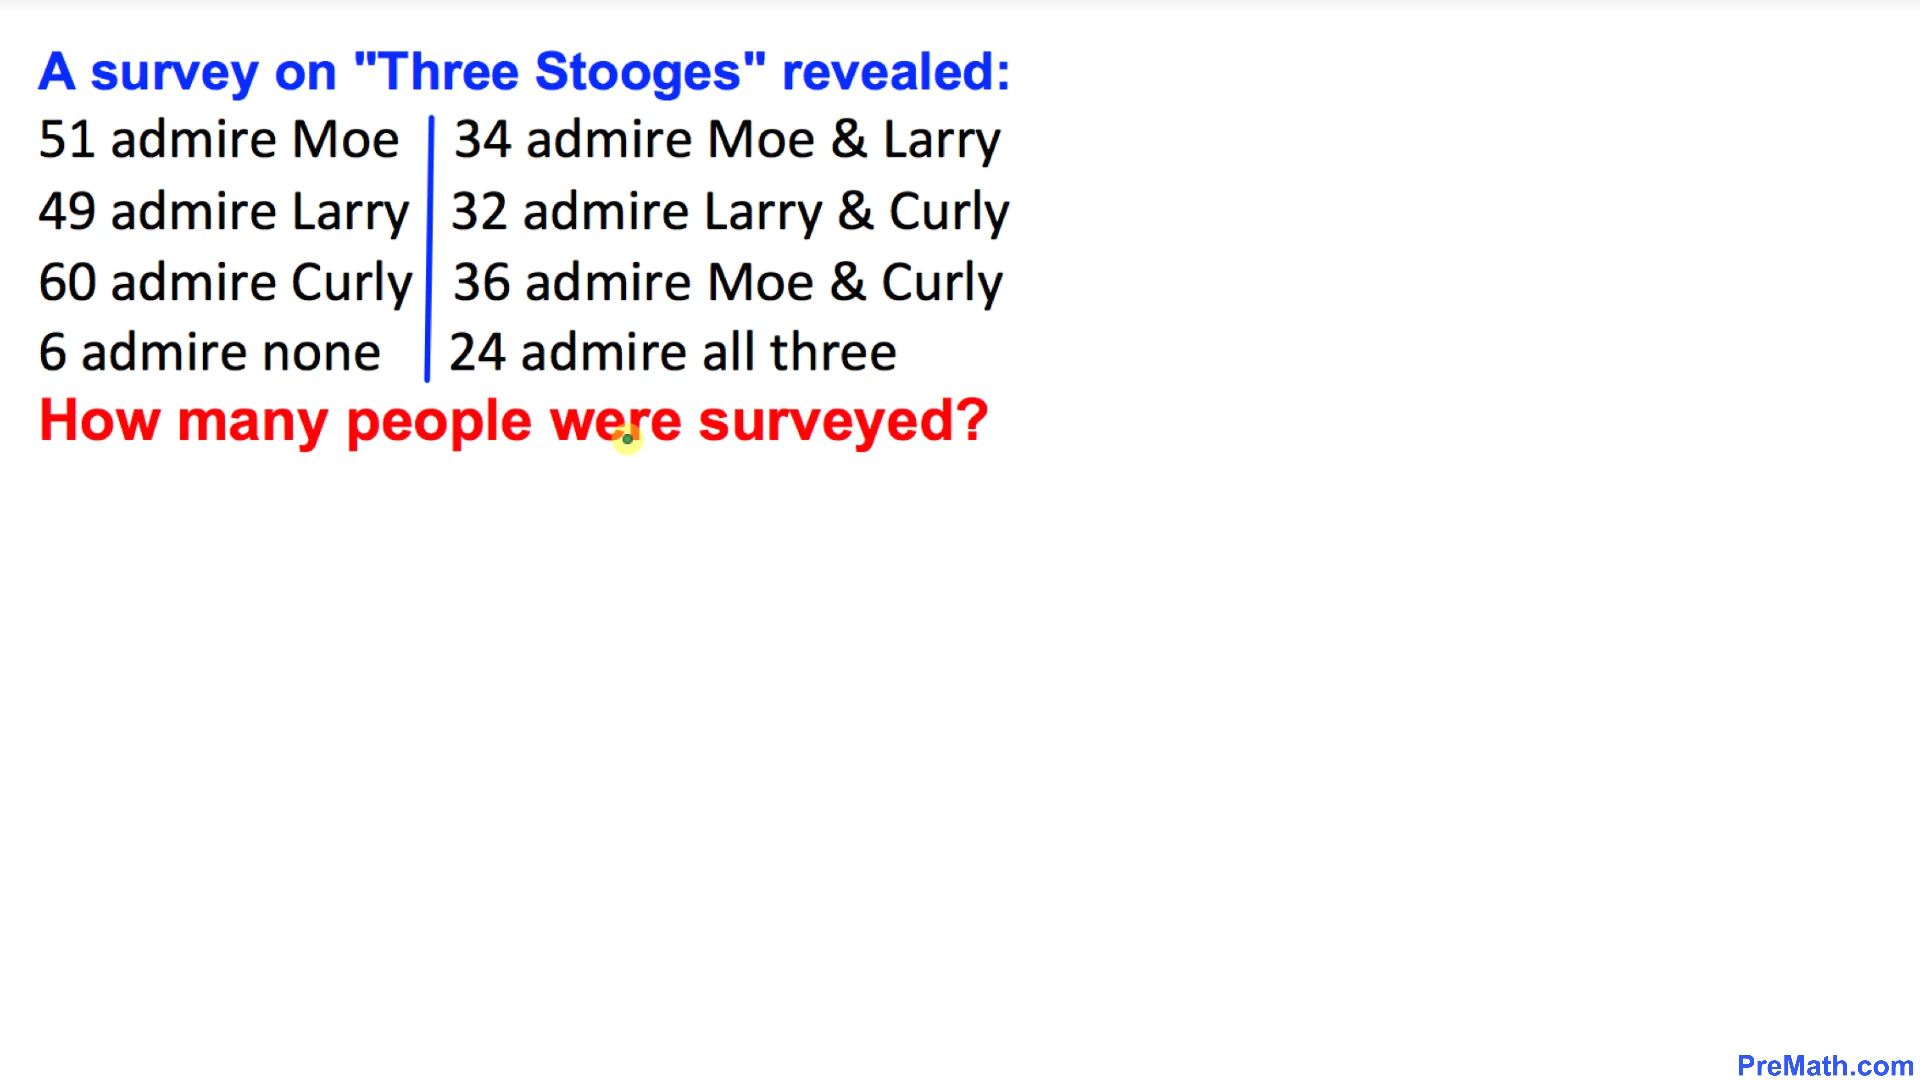 A survey on "Three Stooges" revealed:
51 admire Moe
49 admire Larry
60 admire Curly
6 admire none
34 admire Moe & Larry
32 admire Larry & Curly
36 admire Moe & Curly
24 admire all three
How many people were surveyed?
PreMath.com